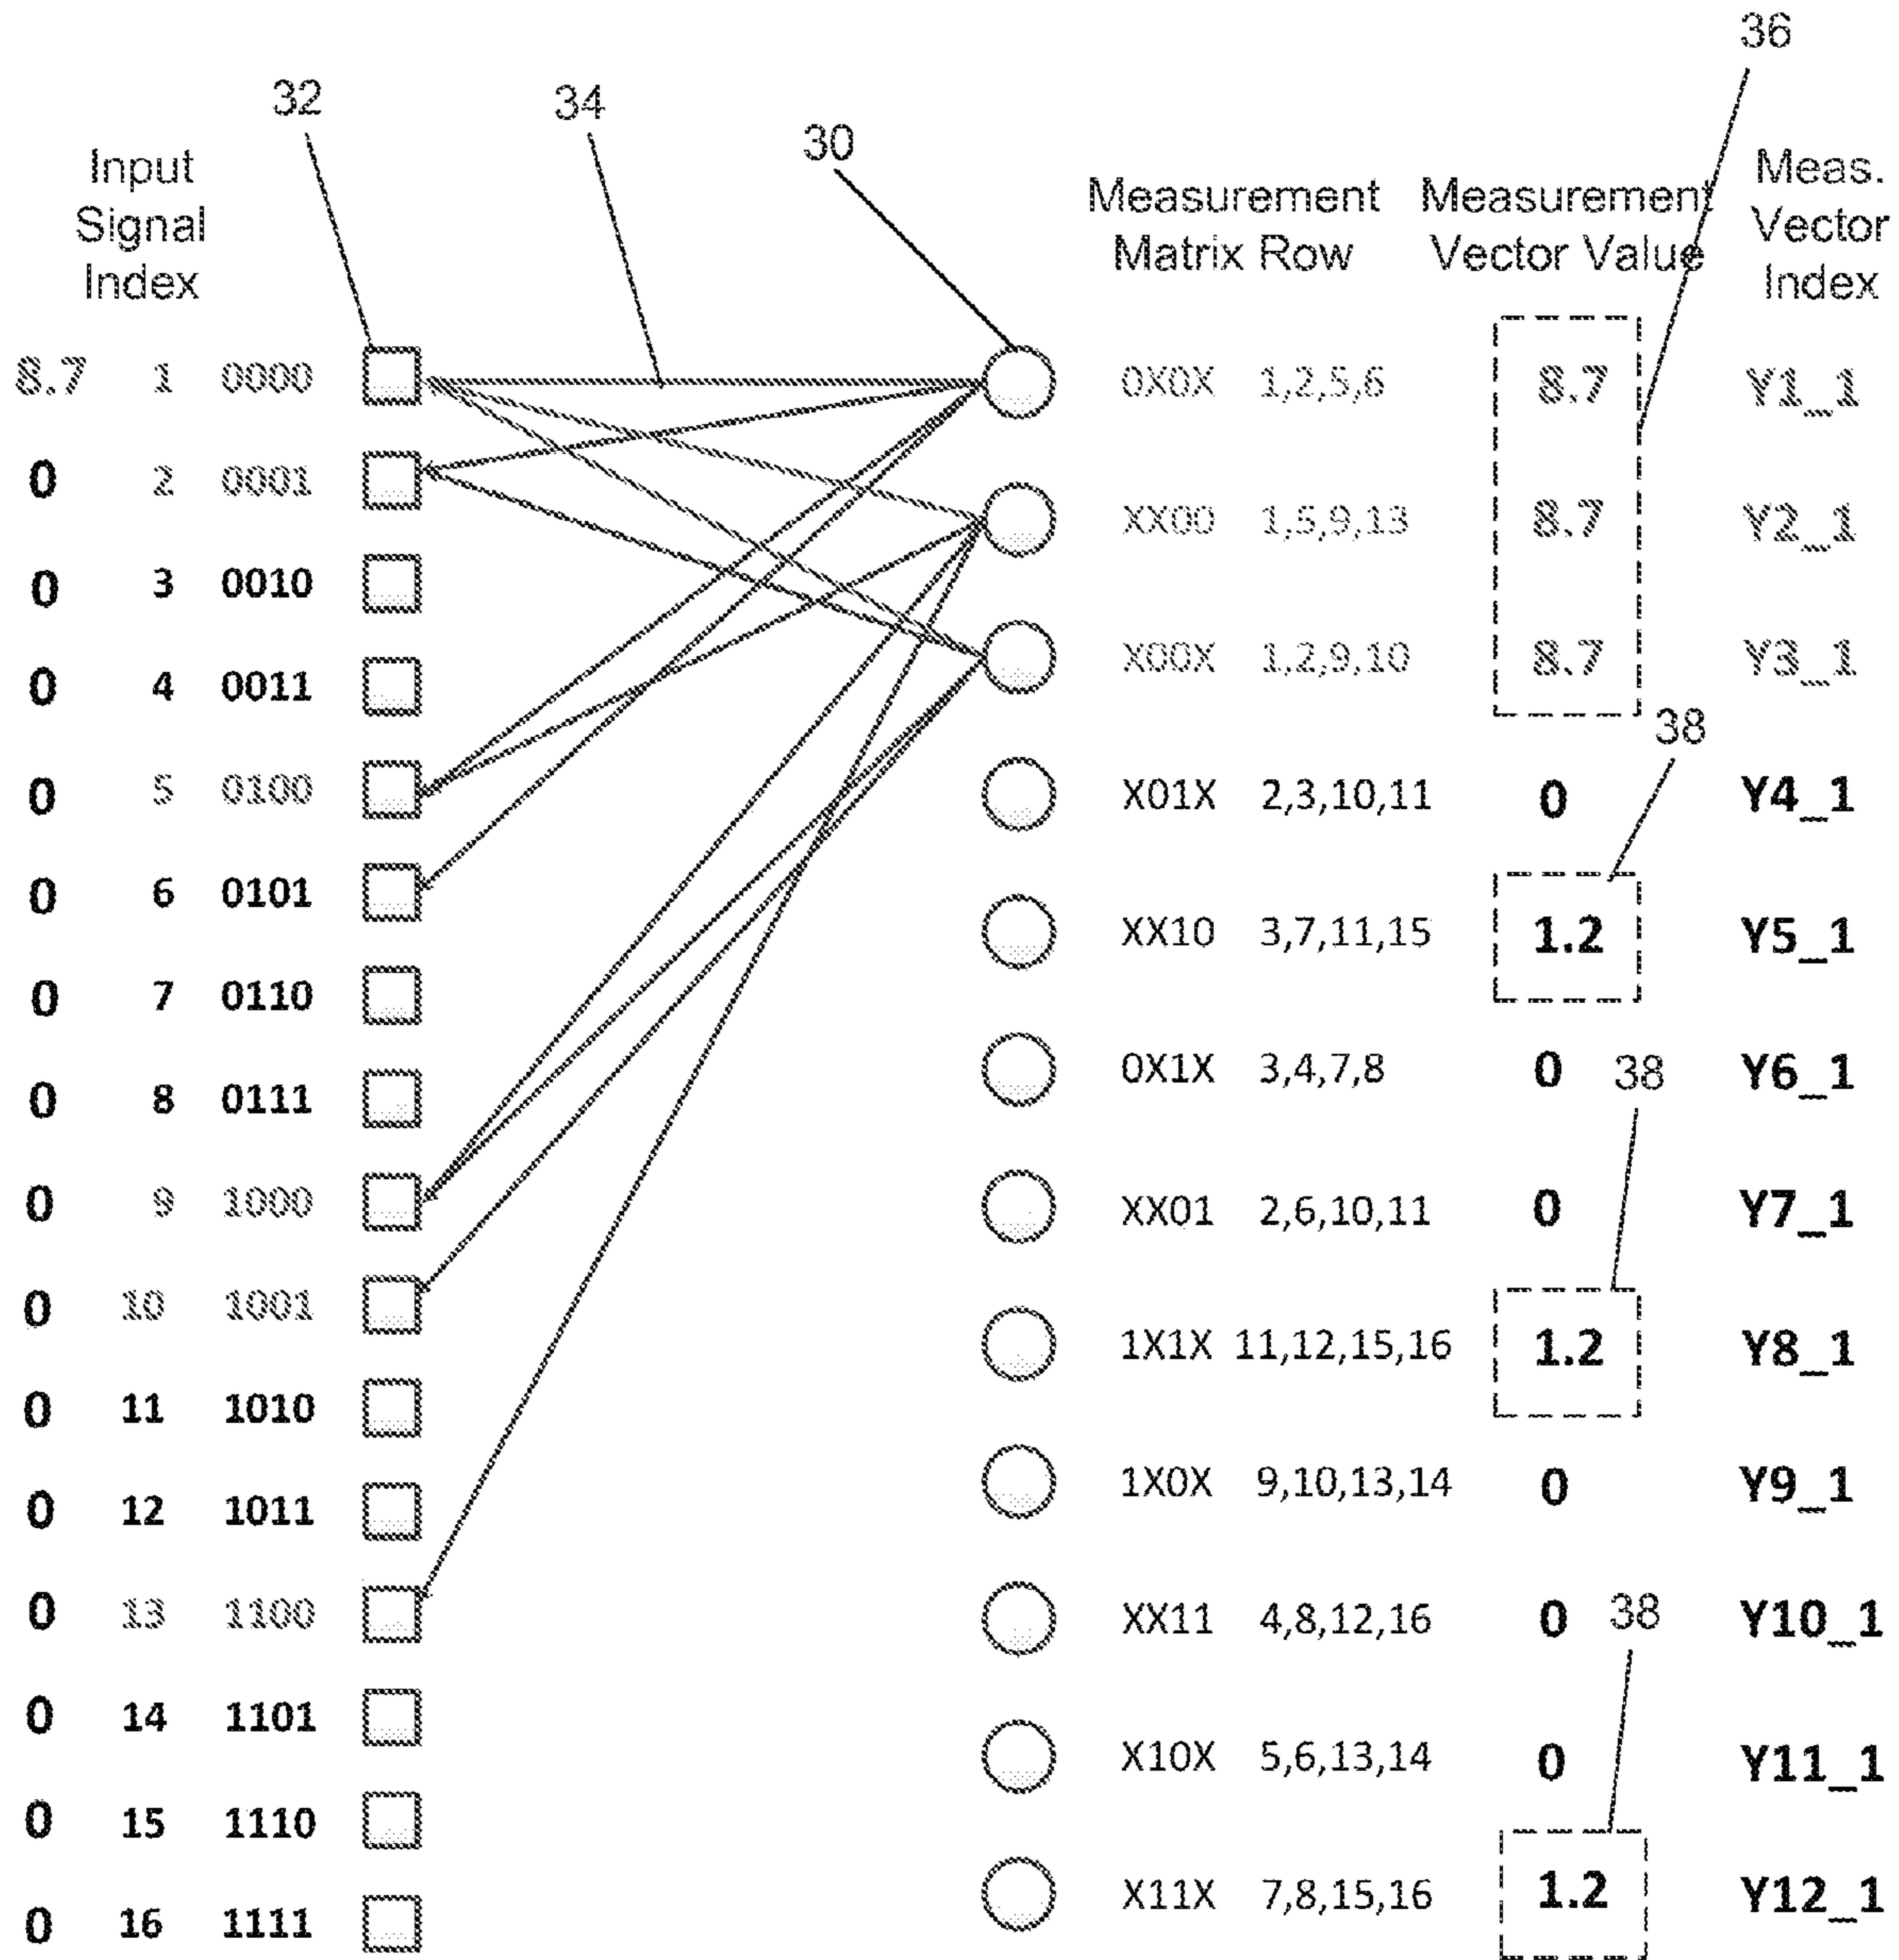 36
32
34
30
Input
Signal
Index
Measurement
Matrix Row
Measurement
Vector Value
Meas.
Vector
Index
8.7 1 0000
0 2 0001
0 3 0010
0 4 0011
0 5 0100
0 6 0101
0 7 0110
0 8 0111
0 9 1000
0 10 1001
0 11 1010
0 12 1011
0 13 1100
0 14 1101
0 15 1110
0 16 1111
0X0X 1,2,5,6 8.7 Y1_1
XX00 1,5,9,13 8.7 Y2_1
X00X 1,2,9,10 8.7 Y3_1
38
X01X 2,3,10,11 0 Y4_1
XX10 3,7,11,15 1.2 Y5_1
0X1X 3,4,7,8 0 38 Y6_1
XX01 2,6,10,11 0 Y7_1
1X1X 11,12,15,16 1.2 Y8_1
1X0X 9,10,13,14 0 Y9_1
XX11 4,8,12,16 0 38 Y10_1
X10X 5,6,13,14 0 Y11_1
X11X 7,8,15,16 1.2 Y12_1